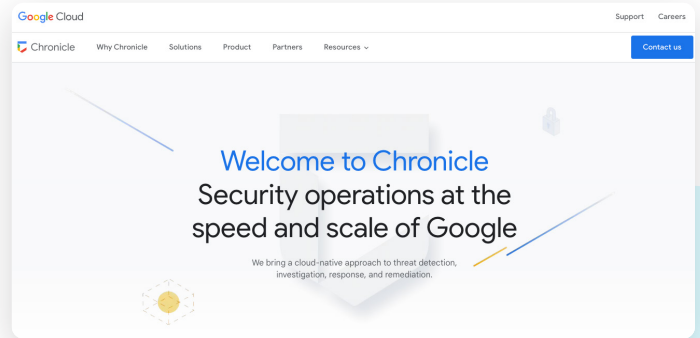 Google Cloud
Support Careers
Chronicle Why Chronicle Solutions Product Partners Resources Contact us
Welcome to Chronicle
Security operations at the
speed and scale of Google
We bring a cloud-native approach to threat detection,
investigation, response, and remediation.